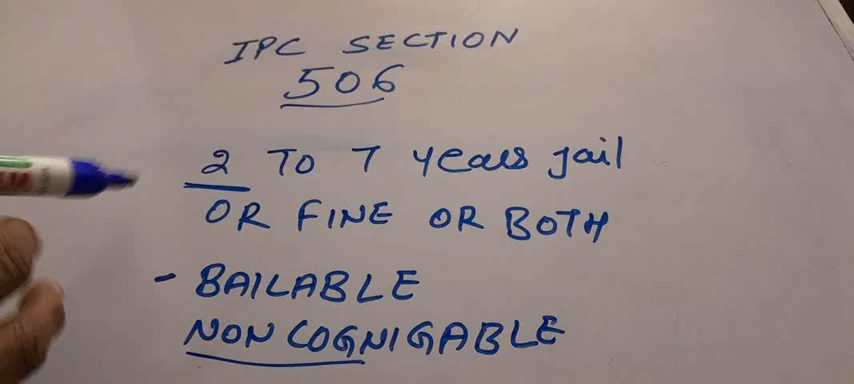 IPC SECTION
506
2 TO 7 years jail
OR FINE OR BOTH
- BAILABLE
NON COGNIGABLE